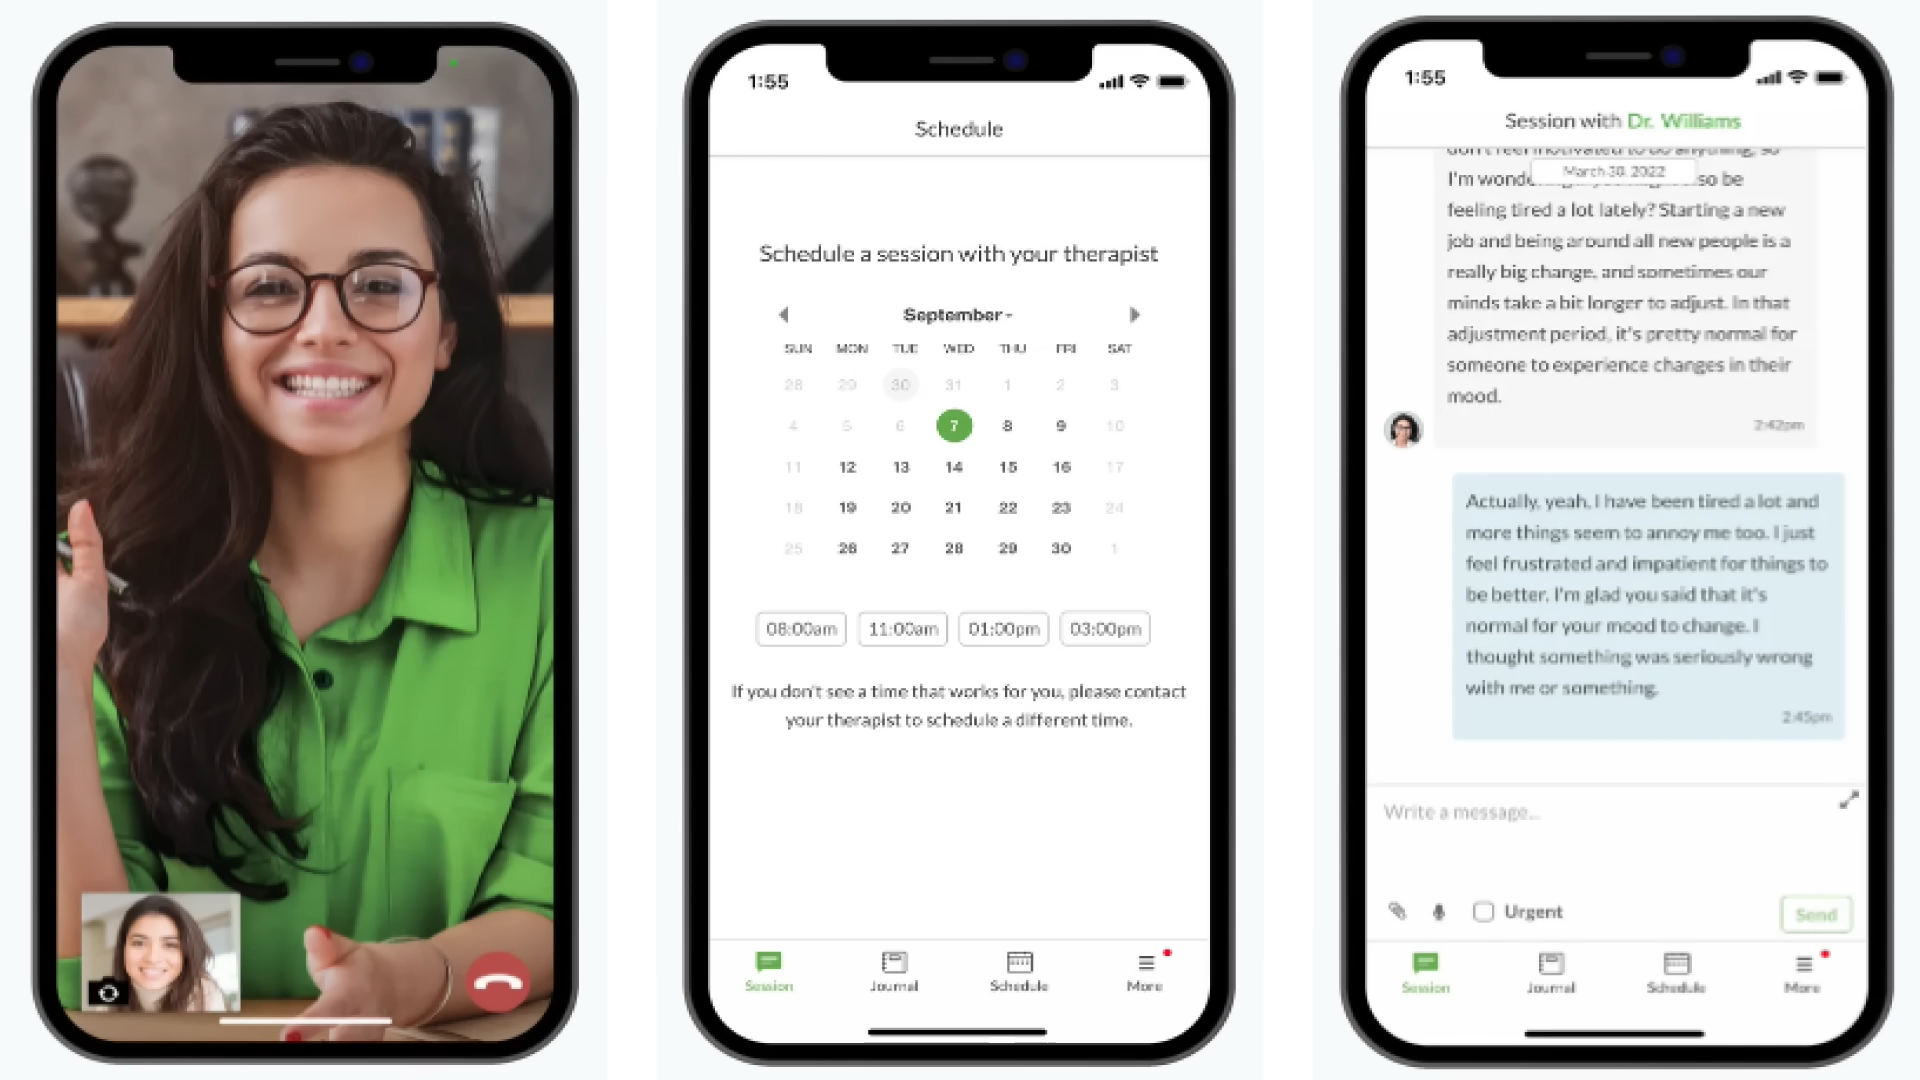 1:55
Schedule
Schedule a session with your therapist
September
SUN MON TUE WED THU FRI SAT
28 29 30 31 1 2 3
4 5 6 7 8 9 10
11 12 13 14 15 16 17
18 19 20 21 22 23 24
25 26 27 28 29 30 1
08:00am 11:00am 01:00pm 03:00pm
If you don't see a time that works for you, please contact
your therapist to schedule a different time.
Session Journal Schedule More
1:55
Session with Dr. Williams
don't feel motivated to do anything, so
March 30, 2022
I'm so be
feeling tired a lot lately? Starting a new
job and being around all new people is a
really big change, and sometimes our
minds take a bit longer to adjust. In that
adjustment period, it's pretty normal for
someone to experience changes in their
mood.
2:42pm
Actually, yeah, I have been tired a lot and
more things seem to annoy me too. I just
feel frustrated and impatient for things to
be better. I'm glad you said that it's
normal for your mood to change. I
thought something was seriously wrong
with me or something.
2:45pm
Write a message...
Urgent Send
Session Journal Schedule More